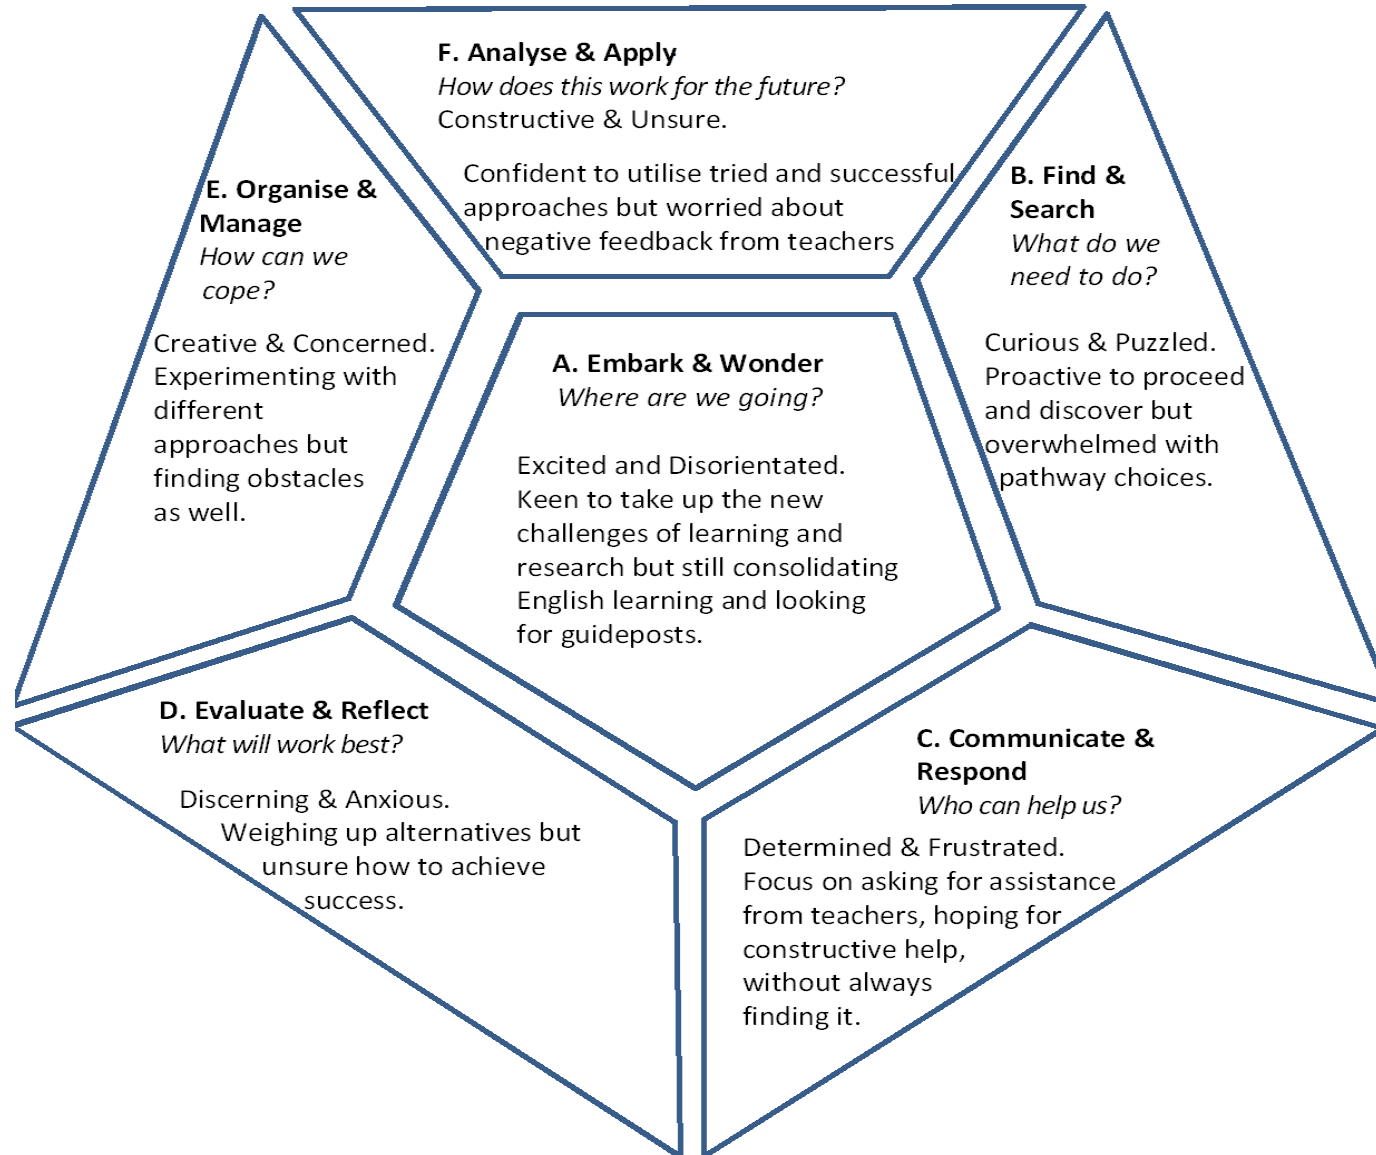 F. Analyse & Apply
How does this work for the future?
Constructive & Unsure.
Confident to utilise tried and successful
approaches but worried about
negative feedback from teachers
E. Organise &
Manage
How can we
cope?
Creative & Concerned.
Experimenting with
different
approaches but
finding obstacles
as well.
A. Embark & Wonder
Where are we going?
Excited and Disorientated.
Keen to take up the new
challenges of learning and
research but still consolidating
English learning and looking
for guideposts.
B. Find &
Search
What do we
need to do?
Curious & Puzzled.
Proactive to proceed
and discover but
overwhelmed with
pathway choices.
D. Evaluate & Reflect
What will work best?
Discerning & Anxious.
Weighing up alternatives but
unsure how to achieve
success.
C. Communicate &
Respond
Who can help us?
Determined & Frustrated.
Focus on asking for assistance
from teachers, hoping for
constructive help,
without always
finding it.